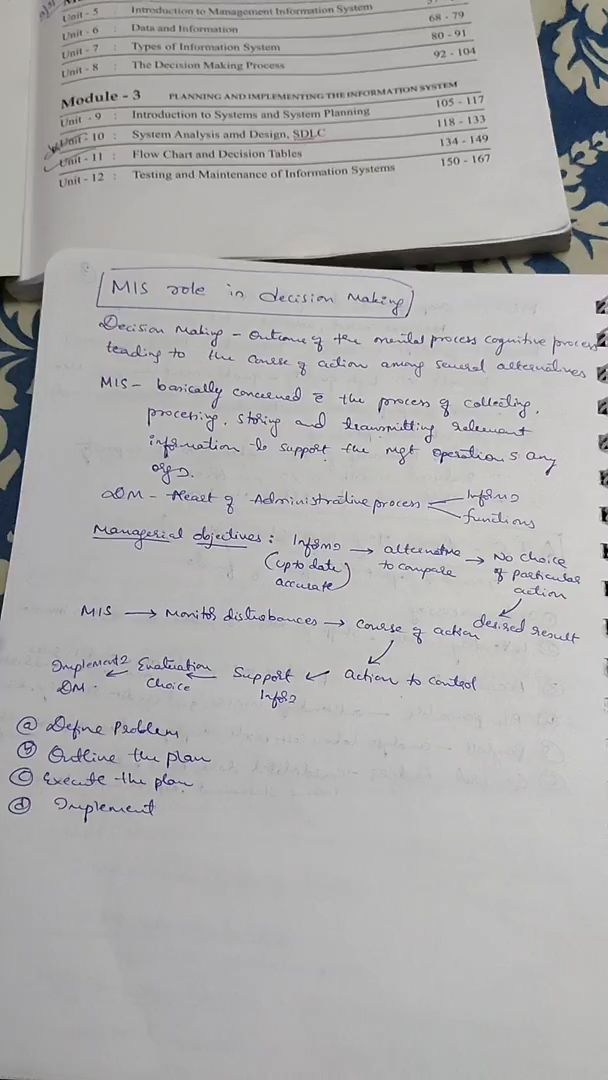 Unit - 5 : Introduction to Management Information System
Unit - 6 : Data and Information 68 - 79
Unit - 7 : Types of Information System 80 - 91
Unit - 8 : The Decision Making Process 92 - 104
Module - 3 PLANNING AND IMPLEMENTING THE INFORMATION SYSTEM
Unit - 9 : Introduction to Systems and System Planning 105 - 117
Unit - 10 : System Analysis amd Design, SDLC 118 - 133
Unit - 11 : Flow Chart and Decision Tables 134 - 149
Unit - 12 : Testing and Maintenance of Information Systems 150 - 167
MIS role in decision Making
Decision Making - Outcome of the mental process cognitive process
leading to the course of action among several alternatives
MIS - basically concerned c̄ the process of collecting,
processing, storing and transmitting relevant
information to support the mgt operations any
orgn.
DM - Heart of Administrative process Infn
functions
Managerial objectives : Infn → alternative → No choice
(up to date to compare of particular
accurate) action
MIS → Monitor disturbances → course of action desired result
Implement Evaluation Support ← action to control
DM. choice Infn
(a) Define Problem
(b) Outline the plan
(c) Execute the plan
(d) Implement